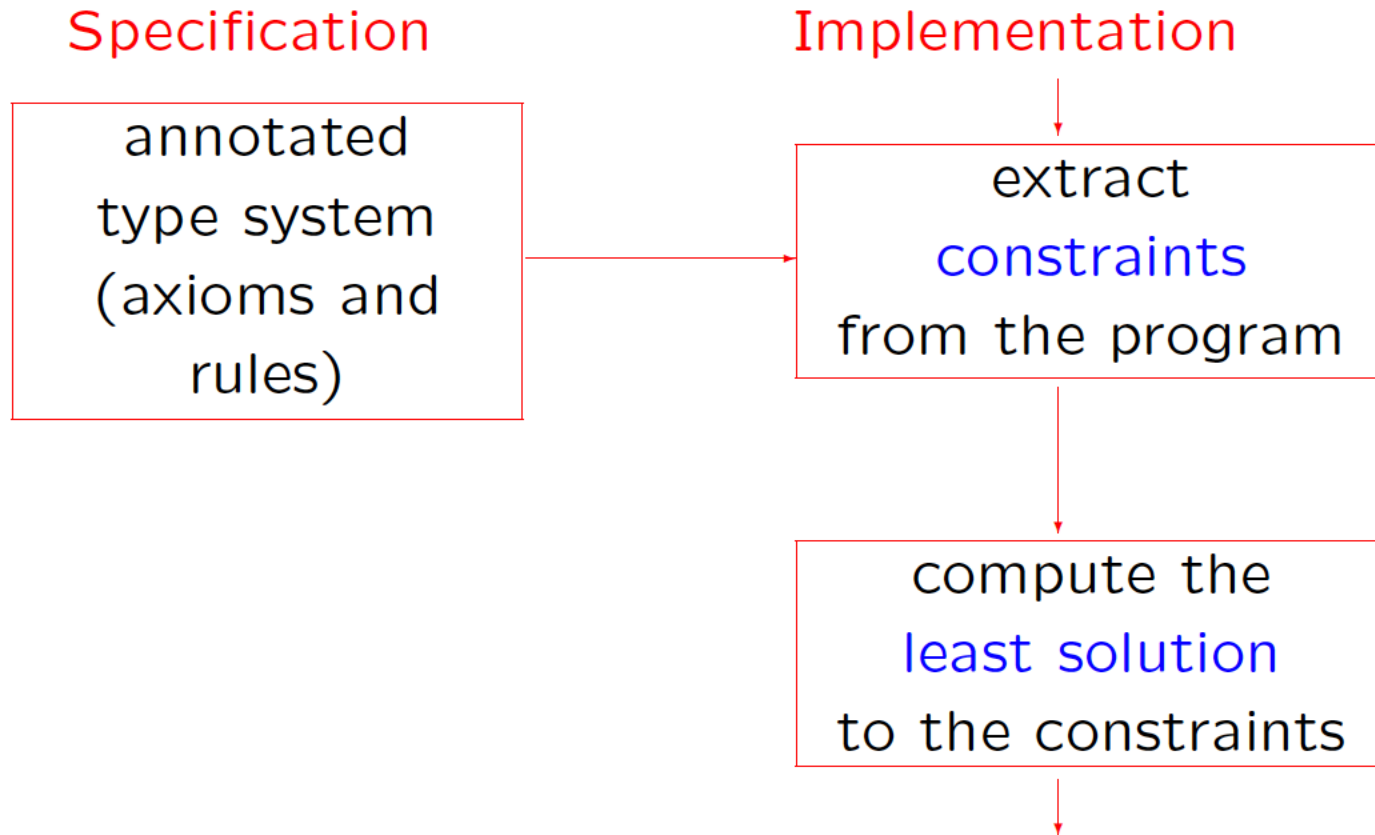 Specification
annotated
type system
(axioms and
rules)
Implementation
extract
constraints
from the program
compute the
least solution
to the constraints